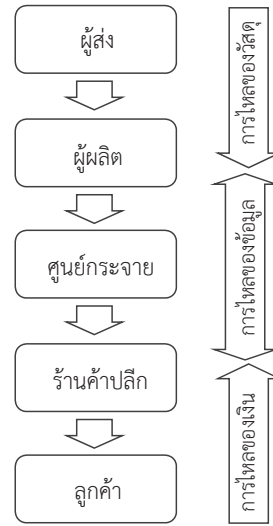 ผู้ส่ง
ผู้ผลิต
ศูนย์กระจาย
ร้านค้าปลีก
ลูกค้า
การไหลของวัสดุ
การไหลของข้อมูล
การไหลของเงิน